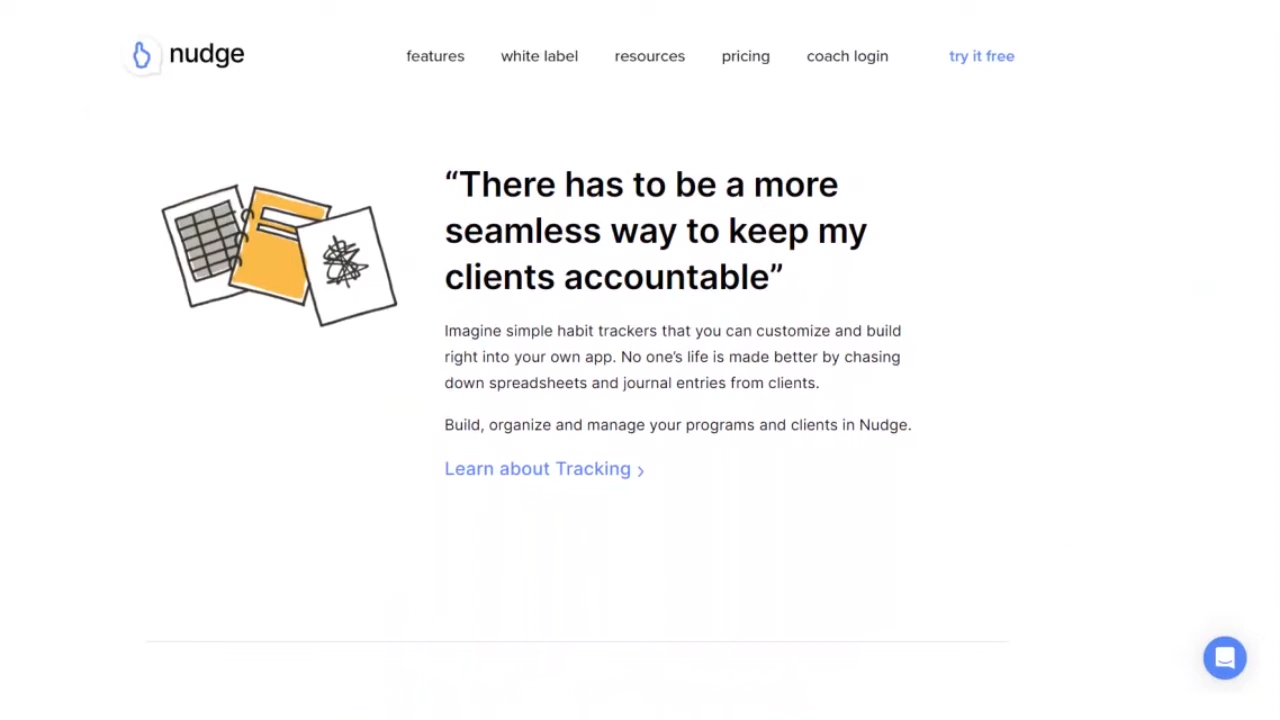 nudge
features white label resources pricing coach login try it free
“There has to be a more
seamless way to keep my
clients accountable”
Imagine simple habit trackers that you can customize and build
right into your own app. No one’s life is made better by chasing
down spreadsheets and journal entries from clients.
Build, organize and manage your programs and clients in Nudge.
Learn about Tracking ›